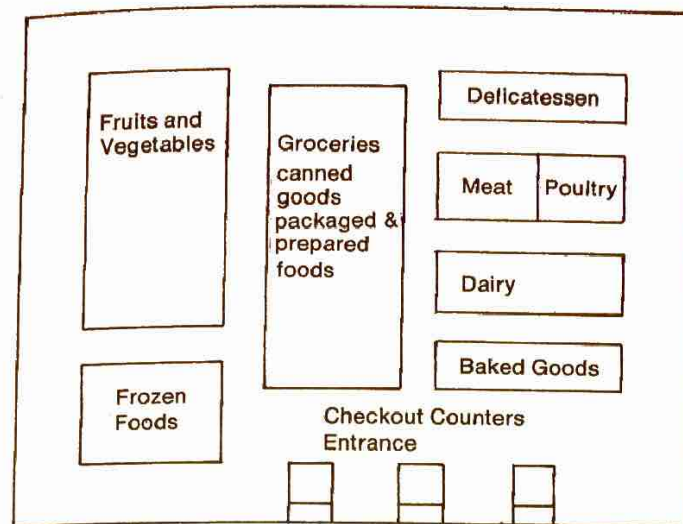 Fruits and
Vegetables
Groceries
canned
goods
packaged &
prepared
foods
Delicatessen
Meat
Poultry
Dairy
Baked Goods
Frozen
Foods
Checkout Counters
Entrance